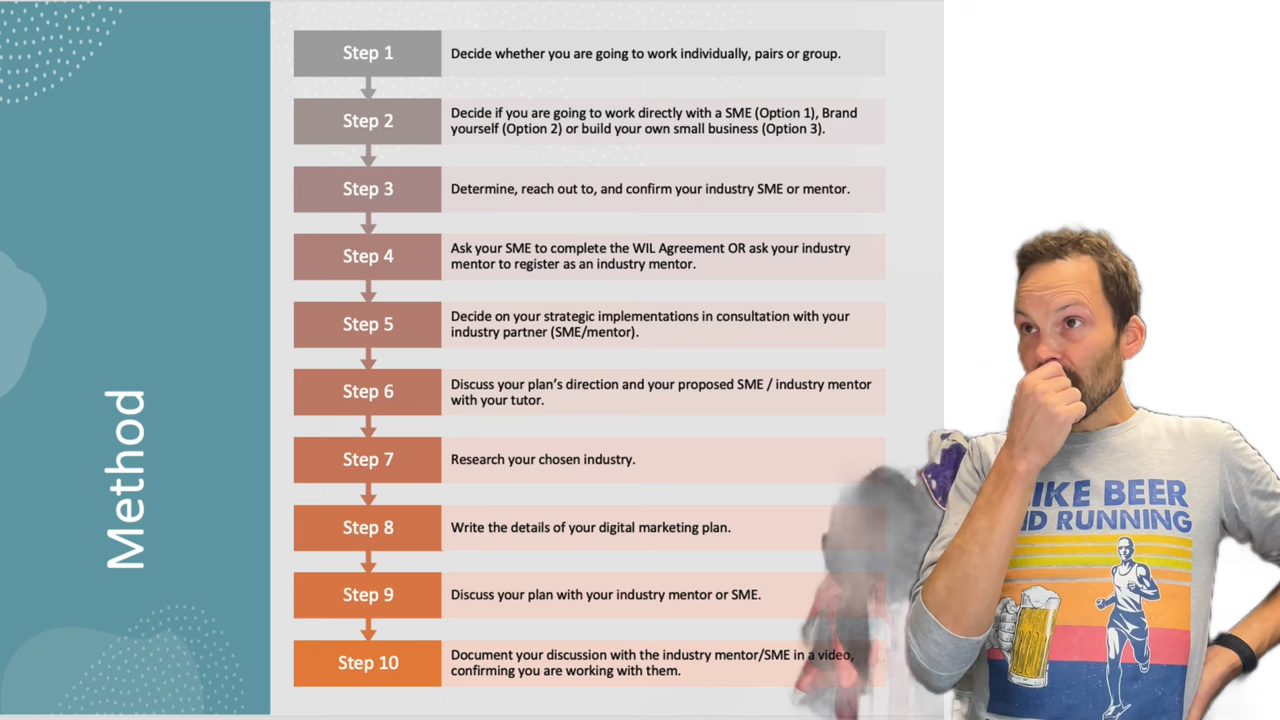 Method
Step 1
Decide whether you are going to work individually, pairs or group.
Step 2
Decide if you are going to work directly with a SME (Option 1), Brand
yourself (Option 2) or build your own small business (Option 3).
Step 3
Determine, reach out to, and confirm your industry SME or mentor.
Step 4
Ask your SME to complete the WIL Agreement OR ask your industry
mentor to register as an industry mentor.
Step 5
Decide on your strategic implementations in consultation with your
industry partner (SME/mentor).
Step 6
Discuss your plan’s direction and your proposed SME / industry mentor
with your tutor.
Step 7
Research your chosen industry.
Step 8
Write the details of your digital marketing plan.
Step 9
Discuss your plan with your industry mentor or SME.
Step 10
Document your discussion with the industry mentor/SME in a video,
confirming you are working with them.
BEER
RUNNING